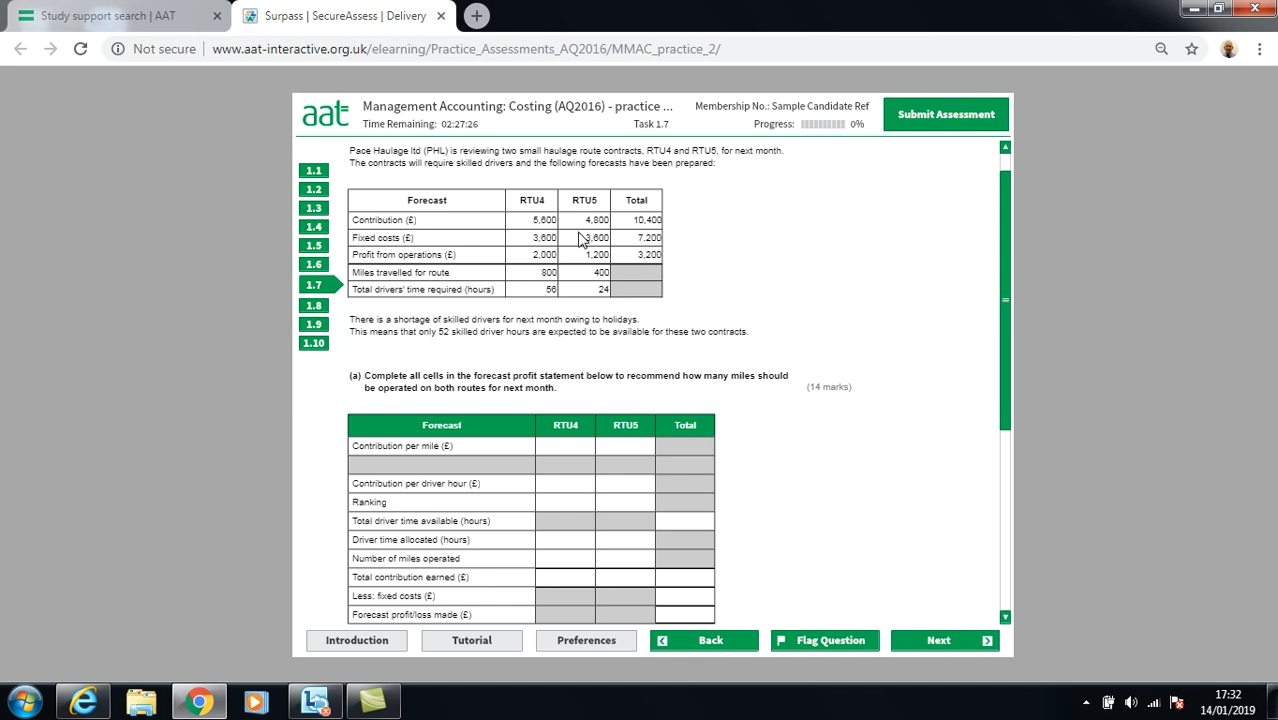 Study support search | AAT
Surpass | SecureAssess | Delivery
Not secure | www.aat-interactive.org.uk/elearning/Practice_Assessments_AQ2016/MMAC_practice_2/
aat
Management Accounting: Costing (AQ2016) - practice ...
Membership No.: Sample Candidate Ref
Submit Assessment
Time Remaining: 02:27:26
Task 1.7
Progress: 0%
1.1
1.2
1.3
1.4
1.5
1.6
1.7
1.8
1.9
1.10
Pace Haulage ltd (PHL) is reviewing two small haulage route contracts, RTU4 and RTU5, for next month.
The contracts will require skilled drivers and the following forecasts have been prepared:
Forecast RTU4 RTU5 Total
Contribution (£) 5,600 4,800 10,400
Fixed costs (£) 3,600 3,600 7,200
Profit from operations (£) 2,000 1,200 3,200
Miles travelled for route 800 400
Total drivers' time required (hours) 56 24
There is a shortage of skilled drivers for next month owing to holidays.
This means that only 52 skilled driver hours are expected to be available for these two contracts.
(a) Complete all cells in the forecast profit statement below to recommend how many miles should
be operated on both routes for next month.
(14 marks)
Forecast RTU4 RTU5 Total
Contribution per mile (£)
Contribution per driver hour (£)
Ranking
Total driver time available (hours)
Driver time allocated (hours)
Number of miles operated
Total contribution earned (£)
Less: fixed costs (£)
Forecast profit/loss made (£)
Introduction
Tutorial
Preferences
Back
Flag Question
Next
17:32
14/01/2019